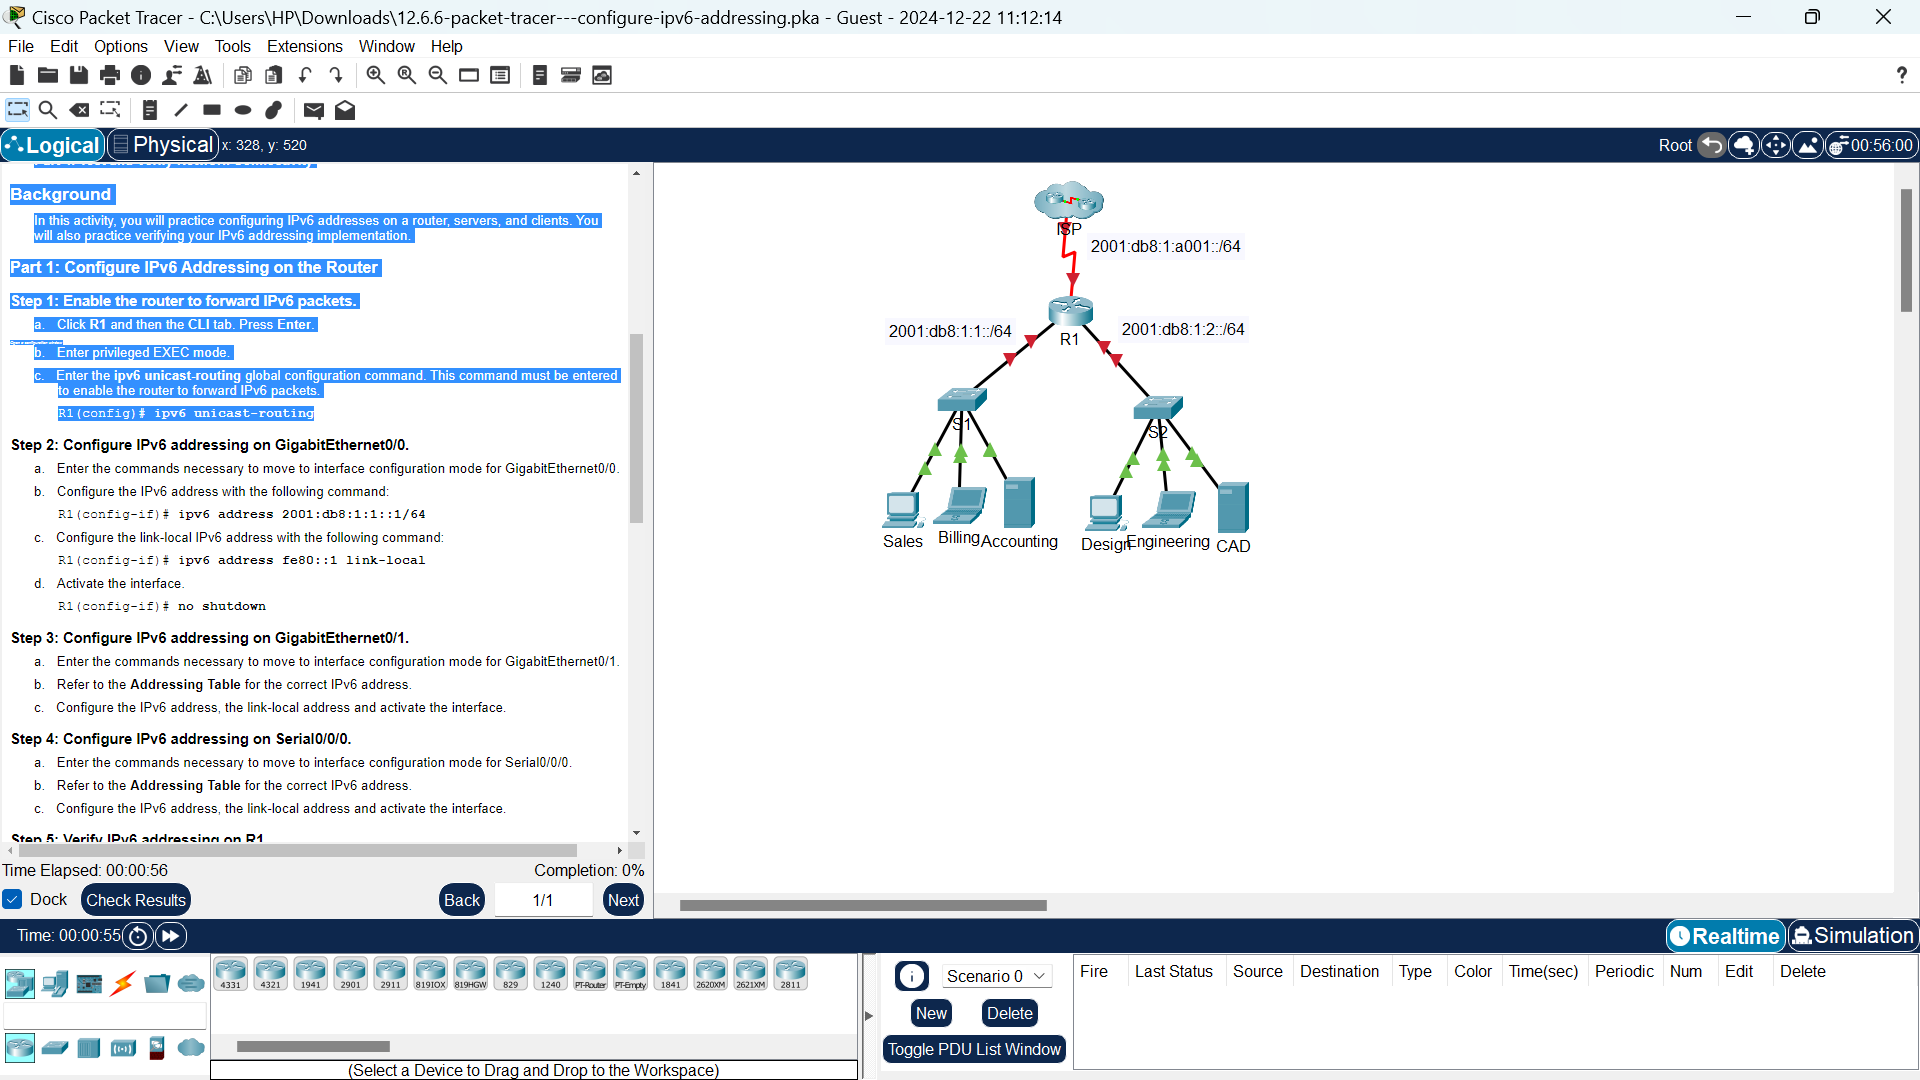 Cisco Packet Tracer - C:\Users\HP\Downloads\12.6.6-packet-tracer---configure-ipv6-addressing.pka - Guest - 2024-12-22 11:12:14
File Edit Options View Tools Extensions Window Help
?
Logical Physical x: 328, y: 520 Root 00:56:00
Background
In this activity, you will practice configuring IPv6 addresses on a router, servers, and clients. You
will also practice verifying your IPv6 addressing implementation.
Part 1: Configure IPv6 Addressing on the Router
Step 1: Enable the router to forward IPv6 packets.
a. Click R1 and then the CLI tab. Press Enter.
b. Enter privileged EXEC mode.
c. Enter the ipv6 unicast-routing global configuration command. This command must be entered
to enable the router to forward IPv6 packets.
R1(config)# ipv6 unicast-routing
Step 2: Configure IPv6 addressing on GigabitEthernet0/0.
a. Enter the commands necessary to move to interface configuration mode for GigabitEthernet0/0.
b. Configure the IPv6 address with the following command:
R1(config-if)# ipv6 address 2001:db8:1:1::1/64
c. Configure the link-local IPv6 address with the following command:
R1(config-if)# ipv6 address fe80::1 link-local
d. Activate the interface.
R1(config-if)# no shutdown
Step 3: Configure IPv6 addressing on GigabitEthernet0/1.
a. Enter the commands necessary to move to interface configuration mode for GigabitEthernet0/1.
b. Refer to the Addressing Table for the correct IPv6 address.
c. Configure the IPv6 address, the link-local address and activate the interface.
Step 4: Configure IPv6 addressing on Serial0/0/0.
a. Enter the commands necessary to move to interface configuration mode for Serial0/0/0.
b. Refer to the Addressing Table for the correct IPv6 address.
c. Configure the IPv6 address, the link-local address and activate the interface.
Step 5: Verify IPv6 addressing on R1.
Time Elapsed: 00:00:56 Completion: 0%
Dock Check Results Back 1/1 Next
ISP
2001:db8:1:a001::/64
2001:db8:1:1::/64
2001:db8:1:2::/64
R1
S1
S2
Sales
Billing
Accounting
Design
Engineering
CAD
Time: 00:00:55 Realtime Simulation
4331 4321 1941 2901 2911 819IOX 819HGW 829 1240 PT-Router PT-Empty 1841 2620XM 2621XM 2811
(Select a Device to Drag and Drop to the Workspace)
Scenario 0
New Delete
Toggle PDU List Window
Fire Last Status Source Destination Type Color Time(sec) Periodic Num Edit Delete